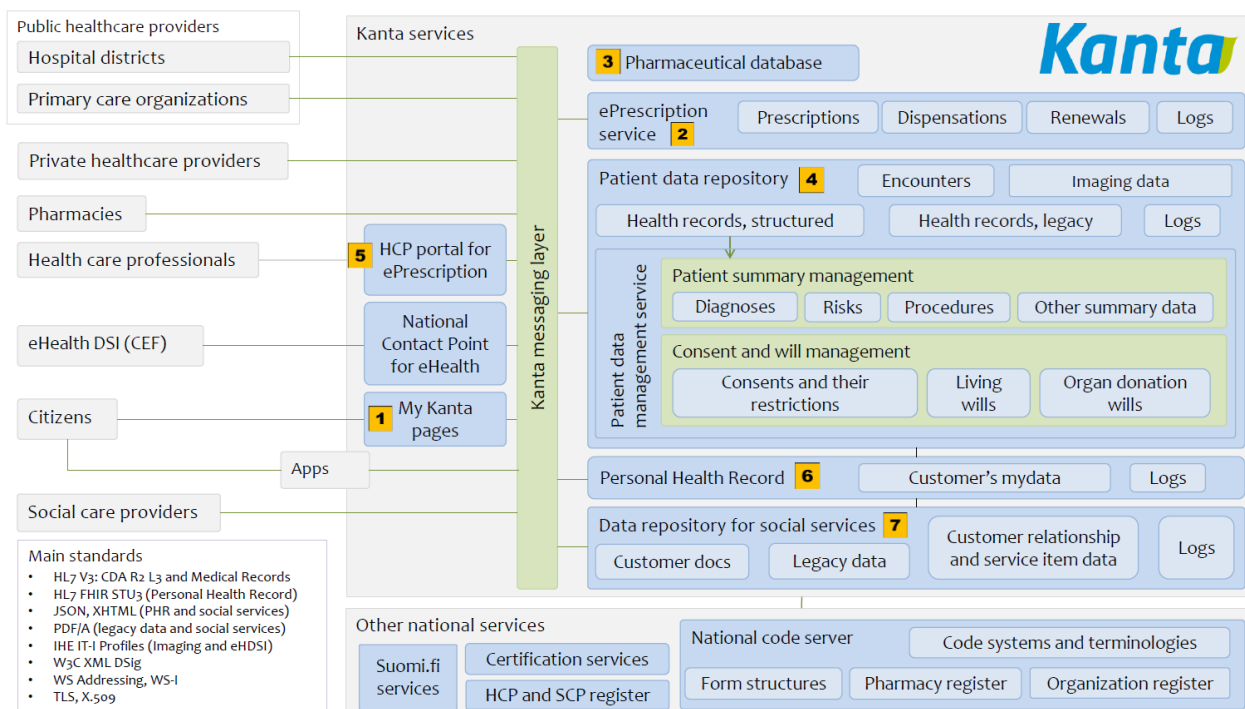 Public healthcare providers
Hospital districts
Primary care organizations
Private healthcare providers
Pharmacies
Health care professionals
eHealth DSI (CEF)
Citizens
Apps
Social care providers
Main standards
• HL7 V3: CDA R2 L3 and Medical Records
• HL7 FHIR STU3 (Personal Health Record)
• JSON, XHTML (PHR and social services)
• PDF/A (legacy data and social services)
• IHE IT-I Profiles (Imaging and eHDSI)
• W3C XML DSig
• WS Addressing, WS-I
• TLS, X.509
Kanta services
Kanta
5 HCP portal for
ePrescription
National
Contact Point
for eHealth
1 My Kanta
pages
Kanta messaging layer
3 Pharmaceutical database
ePrescription
service 2
Prescriptions
Dispensations
Renewals
Logs
Patient data repository 4
Encounters
Imaging data
Health records, structured
Health records, legacy
Logs
Patient data
management service
Patient summary management
Diagnoses
Risks
Procedures
Other summary data
Consent and will management
Consents and their
restrictions
Living
wills
Organ donation
wills
Personal Health Record 6
Customer's mydata
Logs
Data repository for social services 7
Customer docs
Legacy data
Customer relationship
and service item data
Logs
Other national services
Suomi.fi
services
Certification services
HCP and SCP register
National code server
Code systems and terminologies
Form structures
Pharmacy register
Organization register